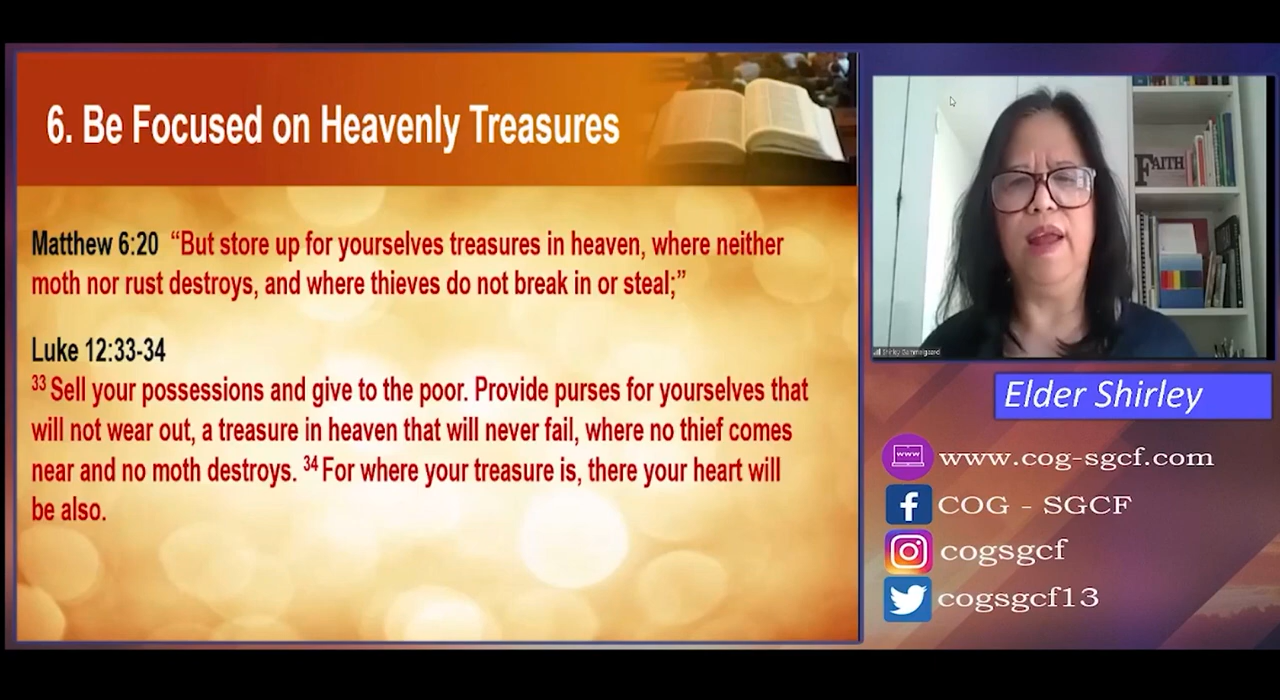 6. Be Focused on Heavenly Treasures
Matthew 6:20 “But store up for yourselves treasures in heaven, where neither
moth nor rust destroys, and where thieves do not break in or steal;”
Luke 12:33-34
33 Sell your possessions and give to the poor. Provide purses for yourselves that
will not wear out, a treasure in heaven that will never fail, where no thief comes
near and no moth destroys. 34 For where your treasure is, there your heart will
be also.
FAITH
Elder Shirley
www
www.cog-sgcf.com
COG - SGCF
cogsgcf
cogsgcf13